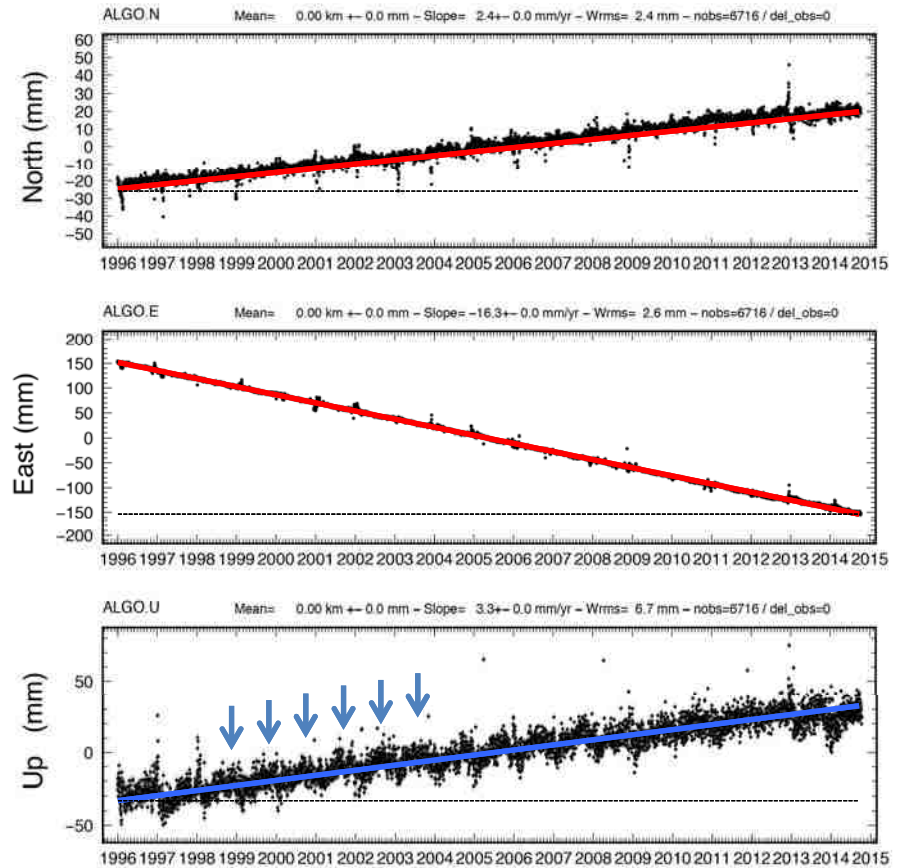 ALGO.N Mean= 0.00 km +− 0.0 mm − Slope= 2.4+− 0.0 mm/yr − Wrms= 2.4 mm − nobs=6716 / del_obs=0
North (mm)
60
50
40
30
20
10
0
−10
−20
−30
−40
−50
1996 1997 1998 1999 2000 2001 2002 2003 2004 2005 2006 2007 2008 2009 2010 2011 2012 2013 2014 2015
ALGO.E Mean= 0.00 km +− 0.0 mm − Slope= −16.3+− 0.0 mm/yr − Wrms= 2.6 mm − nobs=6716 / del_obs=0
East (mm)
200
150
100
50
0
−50
−100
−150
−200
1996 1997 1998 1999 2000 2001 2002 2003 2004 2005 2006 2007 2008 2009 2010 2011 2012 2013 2014 2015
ALGO.U Mean= 0.00 km +− 0.0 mm − Slope= 3.3+− 0.0 mm/yr − Wrms= 6.7 mm − nobs=6716 / del_obs=0
Up (mm)
50
0
−50
1996 1997 1998 1999 2000 2001 2002 2003 2004 2005 2006 2007 2008 2009 2010 2011 2012 2013 2014 2015